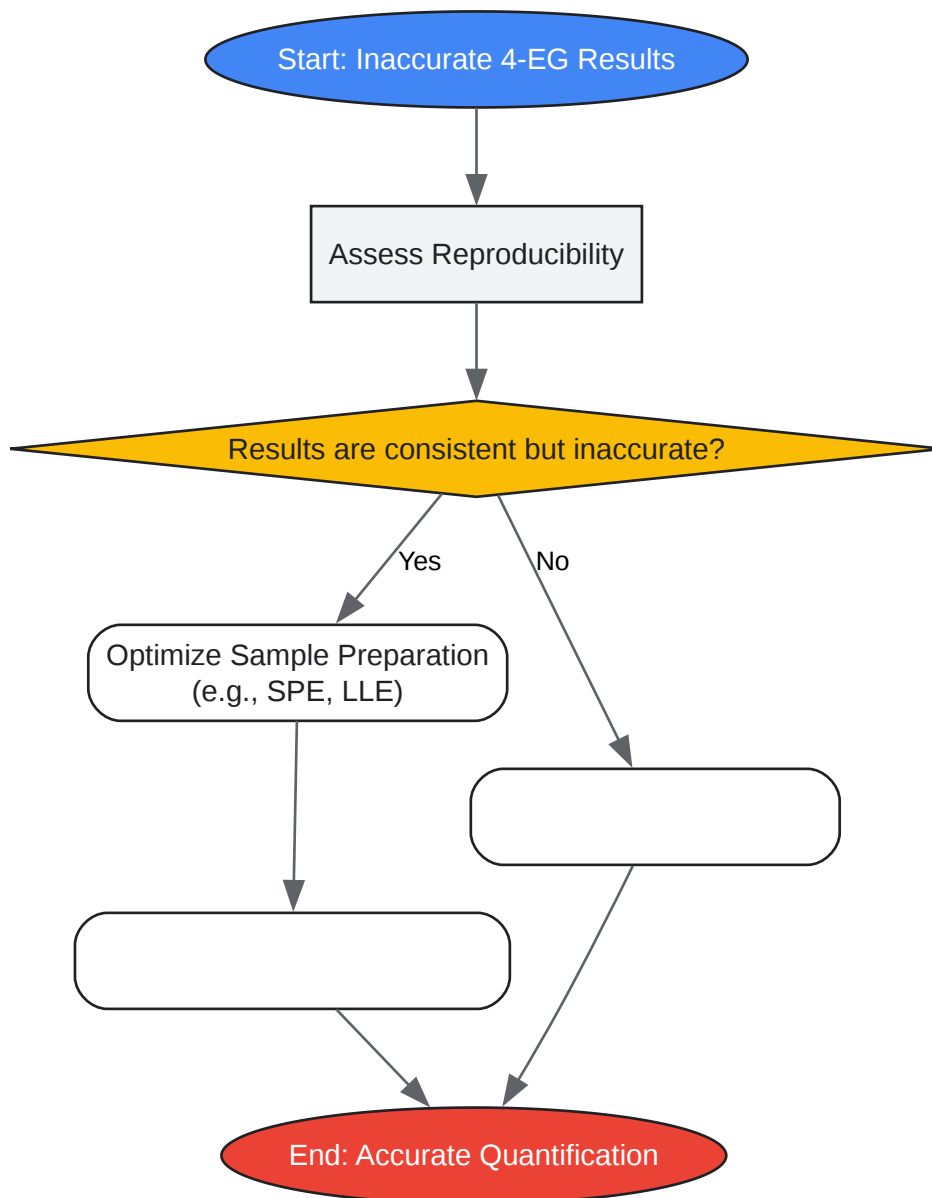 Start: Inaccurate 4-EG Results
Assess Reproducibility
Results are consistent but inaccurate?
Yes
No
Optimize Sample Preparation
(e.g., SPE, LLE)
End: Accurate Quantification